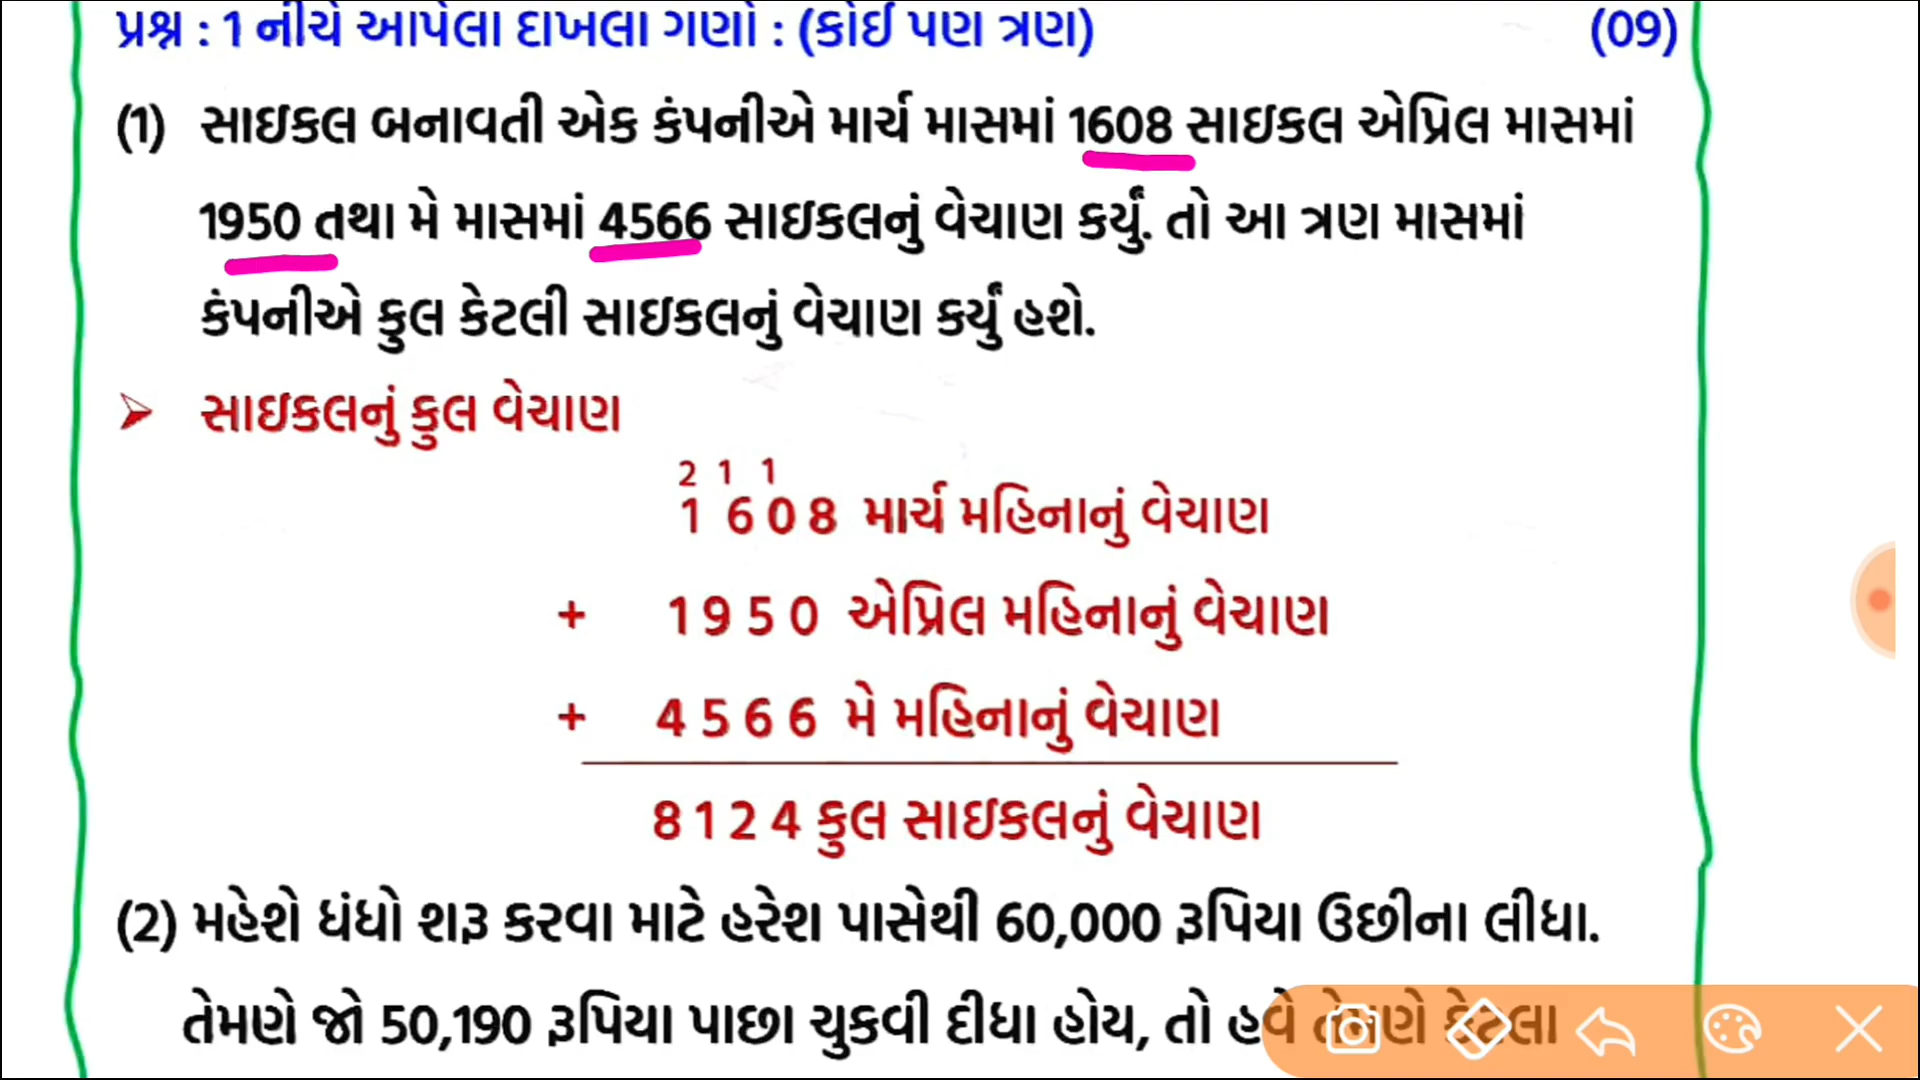 પ્રશ્ન : 1 નીચે આપેલા દાખલા ગણો : (કોઈ પણ ત્રણ) (09)
(1) સાઇકલ બનાવતી એક કંપનીએ માર્ચ માસમાં 1608 સાઇકલ એપ્રિલ માસમાં
1950 તથા મે માસમાં 4566 સાઇકલનું વેચાણ કર્યું. તો આ ત્રણ માસમાં
કંપનીએ કુલ કેટલી સાઇકલનું વેચાણ કર્યું હશે.
➢ સાઇકલનું કુલ વેચાણ
2 1 1
1 6 0 8 માર્ચ મહિનાનું વેચાણ
+ 1 9 5 0 એપ્રિલ મહિનાનું વેચાણ
+ 4 5 6 6 મે મહિનાનું વેચાણ
8 1 2 4 કુલ સાઇકલનું વેચાણ
(2) મહેશે ધંધો શરૂ કરવા માટે હરેશ પાસેથી 60,000 રૂપિયા ઉછીના લીધા.
તેમણે જો 50,190 રૂપિયા પાછા ચુકવી દીધા હોય, તો હવે તેમણે કેટલા